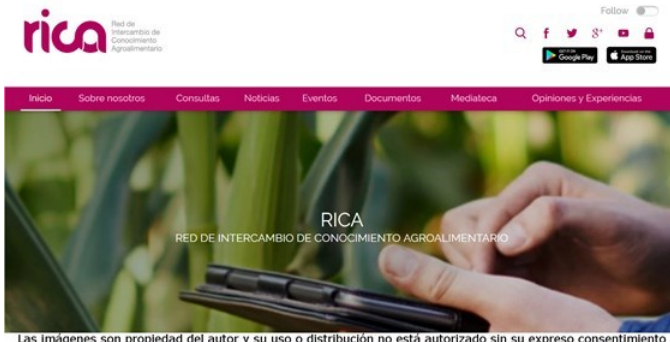 Follow
rica
Red de
Intercambio de
Conocimiento
Agroalimentario
GET IT ON
Google Play
Download on the
App Store
Inicio Sobre nosotros Consultas Noticias Eventos Documentos Mediateca Opiniones y Experiencias
RICA
RED DE INTERCAMBIO DE CONOCIMIENTO AGROALIMENTARIO
Las imágenes son propiedad del autor y su uso o distribución no está autorizado sin su expreso consentimiento